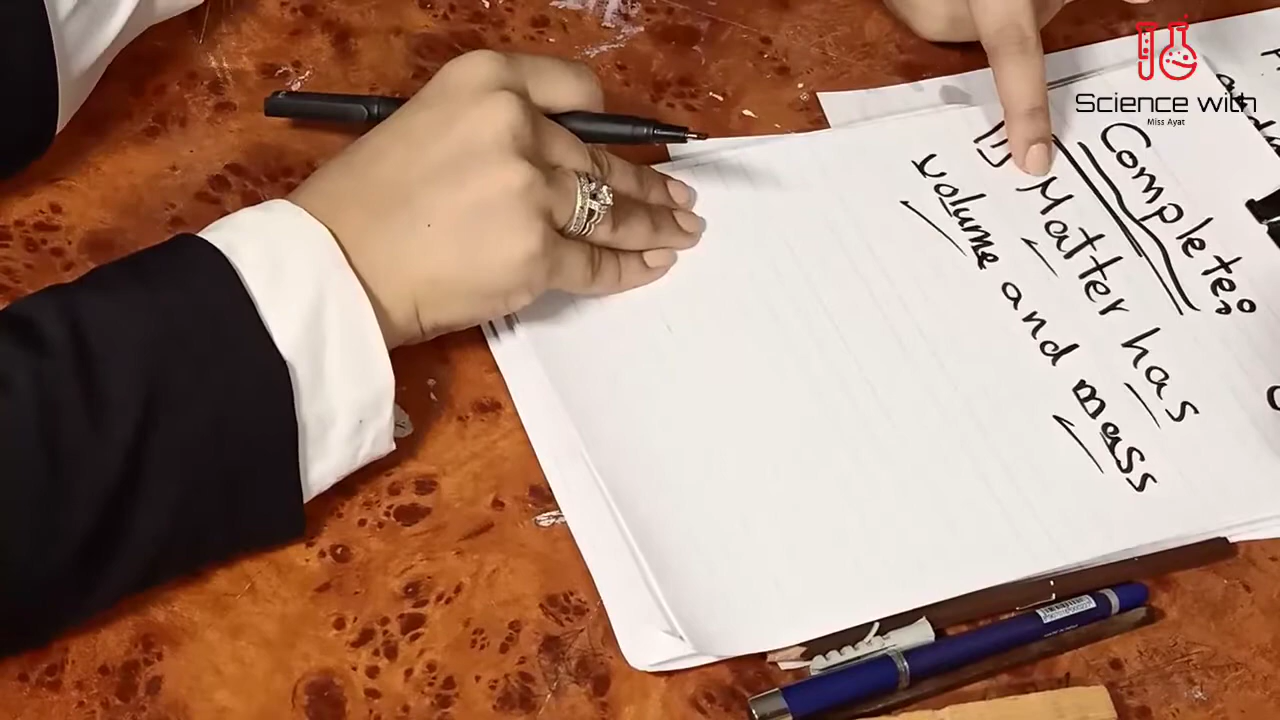 Science with
Miss Ayat
Complete:
1) Matter has
volume and mass